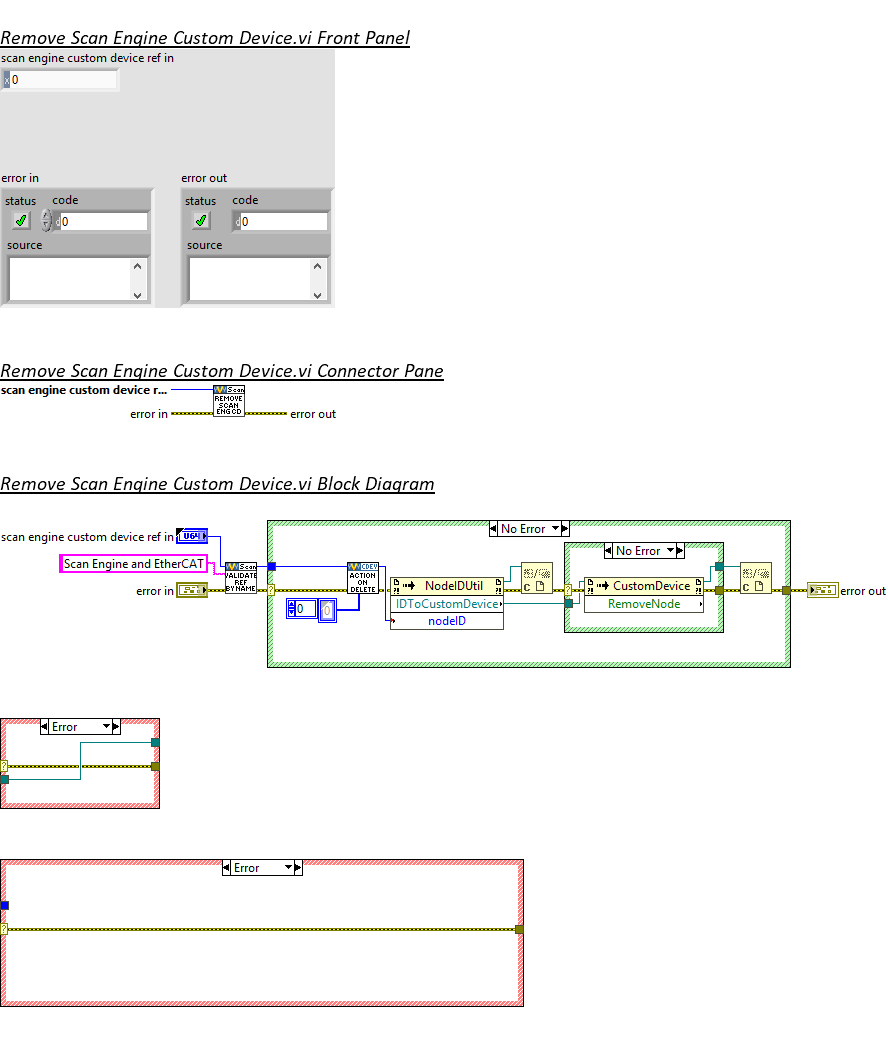 Remove Scan Engine Custom Device.vi Front Panel
scan engine custom device ref in
x 0
error in
error out
status code
status code
d 0
d 0
source
source
Remove Scan Engine Custom Device.vi Connector Pane
scan engine custom device r...
Scan
REMOVE
SCAN
ENG CD
error in
error out
Remove Scan Engine Custom Device.vi Block Diagram
No Error
scan engine custom device ref in
U64
Scan Engine and EtherCAT
No Error
Scan
VALIDATE
REF
BY NAME
CDEV
ACTION
ON
DELETE
error in
NodeIDUtil
CustomDevice
error out
0
0
IDToCustomDevice
RemoveNode
nodeID
Error
?
Error
?